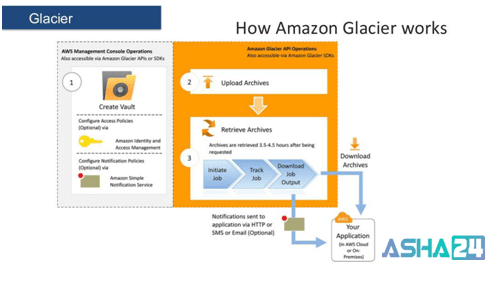 Glacier
How Amazon Glacier works
AWS Management Console Operations
Also accessible via Amazon Glacier APIs or SDKs
Amazon Glacier API Operations
Also accessible via Amazon Glacier SDKs
1
Create Vault
Configure Access Policies
(Optional) via
Amazon Identity and
Access Management
Configure Notification Policies
(Optional) via
Amazon Simple
Notification Service
2
Upload Archives
Retrieve Archives
Archives are retrieved 3.5-4.5 hours after being
requested
3
Initiate
Job
Track
Job
Download
Job
Output
Download
Archives
Notifications sent to
application via HTTP or
SMS or Email (Optional)
AWS
Your
Application
(in AWS Cloud
or On-
Premises)
ASHA24